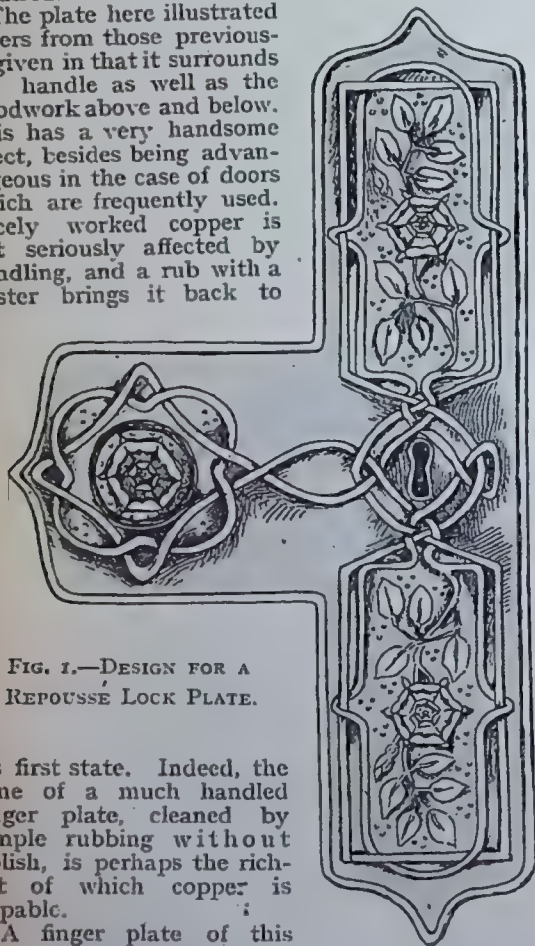 The plate here illustrated
ers from those previous-
given in that it surrounds
handle as well as the
odwork above and below.
is has a very handsome
ect, besides being advan-
geous in the case of doors
ich are frequently used.
cely worked copper is
t seriously affected by
ndling, and a rub with a
ster brings it back to
FIG. 1.—DESIGN FOR A
REPOUSSÉ LOCK PLATE.
s first state. Indeed, the
ne of a much handled
ger plate, cleaned by
mple rubbing without
olish, is perhaps the rich-
t of which copper is
pable.
A finger plate of this